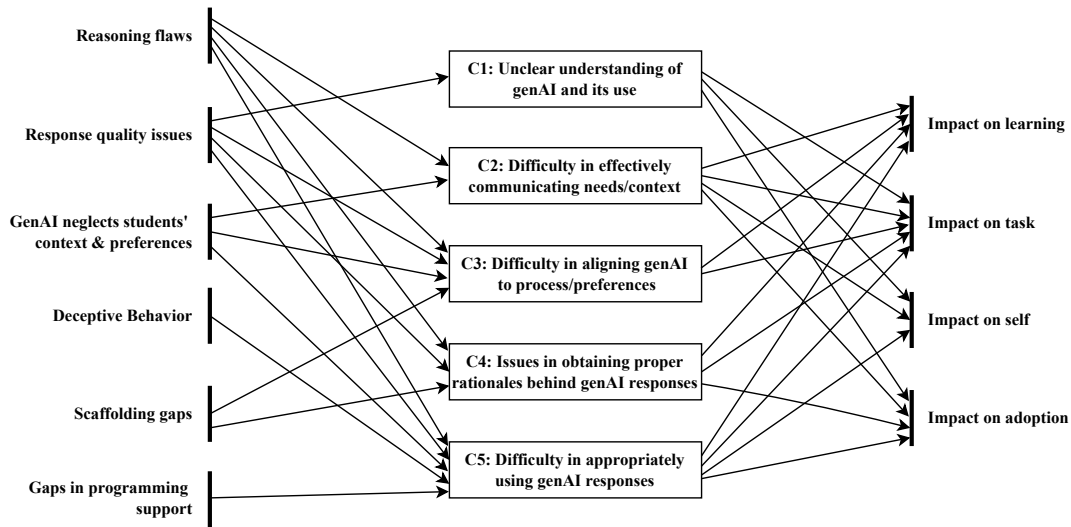 Reasoning flaws
Response quality issues
GenAI neglects students'
context & preferences
Deceptive Behavior
Scaffolding gaps
Gaps in programming
support
C1: Unclear understanding of
genAI and its use
C2: Difficulty in effectively
communicating needs/context
C3: Difficulty in aligning genAI
to process/preferences
C4: Issues in obtaining proper
rationales behind genAI responses
C5: Difficulty in appropriately
using genAI responses
Impact on learning
Impact on task
Impact on self
Impact on adoption